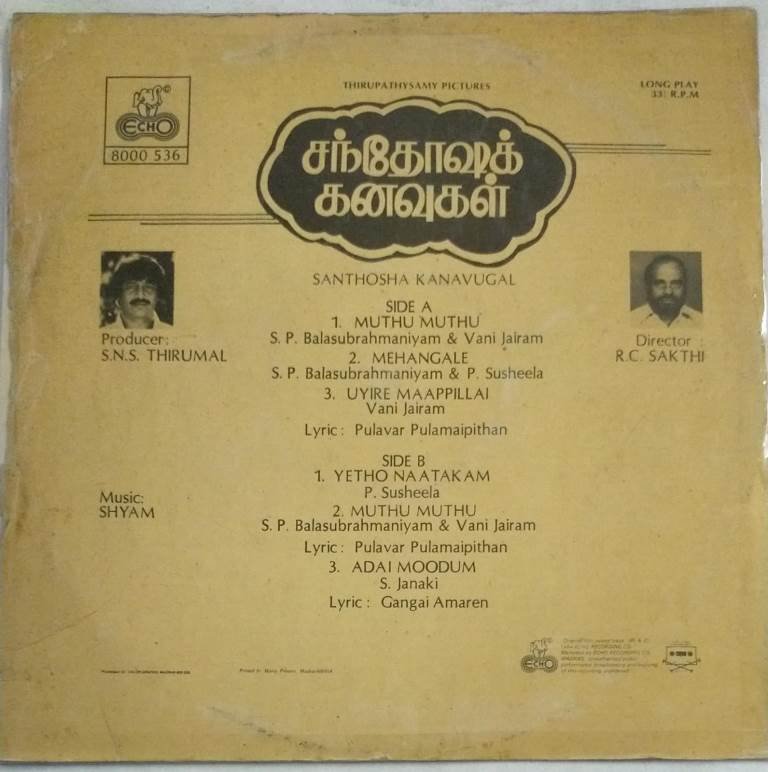 THIRUPATHYSAMY PICTURES
LONG PLAY
33⅓ R.P.M
ECHO
8000 536
சந்தோஷக்
கனவுகள்
SANTHOSHA KANAVUGAL
SIDE A
1. MUTHU MUTHU
S. P. Balasubrahmaniyam & Vani Jairam
2. MEHANGALE
S. P. Balasubrahmaniyam & P. Susheela
3. UYIRE MAAPPILLAI
Vani Jairam
Lyric : Pulavar Pulamaipithan
Producer:
S.N.S. THIRUMAL
Director :
R.C. SAKTHI
SIDE B
1. YETHO NAATAKAM
P. Susheela
2. MUTHU MUTHU
S. P. Balasubrahmaniyam & Vani Jairam
Lyric : Pulavar Pulamaipithan
3. ADAI MOODUM
S. Janaki
Lyric : Gangai Amaren
Music:
SHYAM
ECHO